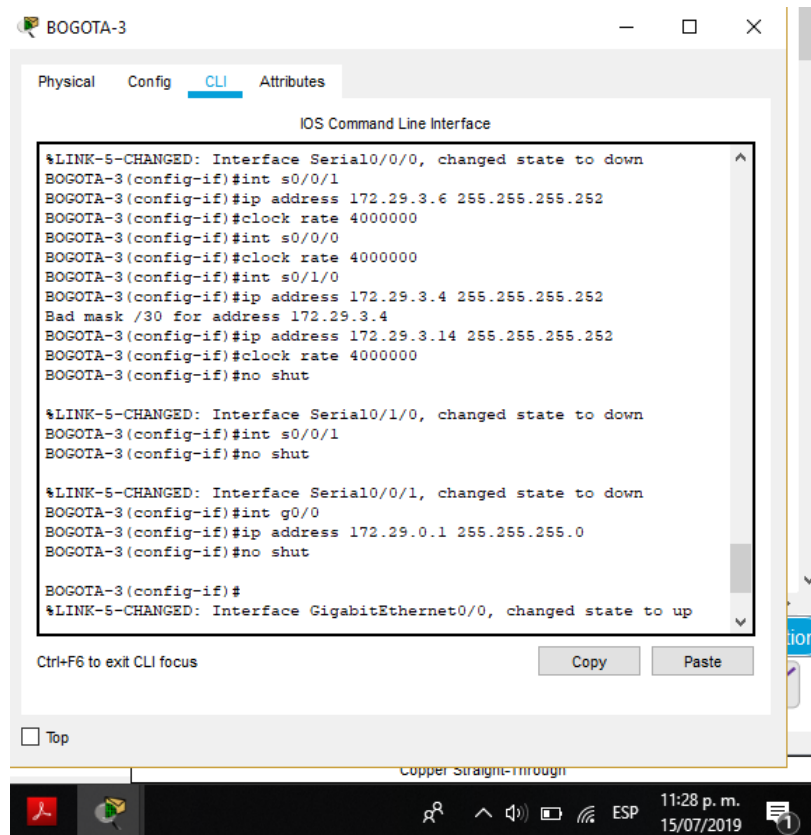 BOGOTA-3
Physical Config CLI Attributes
IOS Command Line Interface
%LINK-5-CHANGED: Interface Serial0/0/0, changed state to down
BOGOTA-3(config-if)#int s0/0/1
BOGOTA-3(config-if)#ip address 172.29.3.6 255.255.255.252
BOGOTA-3(config-if)#clock rate 4000000
BOGOTA-3(config-if)#int s0/0/0
BOGOTA-3(config-if)#clock rate 4000000
BOGOTA-3(config-if)#int s0/1/0
BOGOTA-3(config-if)#ip address 172.29.3.4 255.255.255.252
Bad mask /30 for address 172.29.3.4
BOGOTA-3(config-if)#ip address 172.29.3.14 255.255.255.252
BOGOTA-3(config-if)#clock rate 4000000
BOGOTA-3(config-if)#no shut
%LINK-5-CHANGED: Interface Serial0/1/0, changed state to down
BOGOTA-3(config-if)#int s0/0/1
BOGOTA-3(config-if)#no shut
%LINK-5-CHANGED: Interface Serial0/0/1, changed state to down
BOGOTA-3(config-if)#int g0/0
BOGOTA-3(config-if)#ip address 172.29.0.1 255.255.255.0
BOGOTA-3(config-if)#no shut
BOGOTA-3(config-if)#
%LINK-5-CHANGED: Interface GigabitEthernet0/0, changed state to up
Ctrl+F6 to exit CLI focus
Copy Paste
tion
Top
Copper Straight-Through
ESP
11:28 p. m.
15/07/2019
1